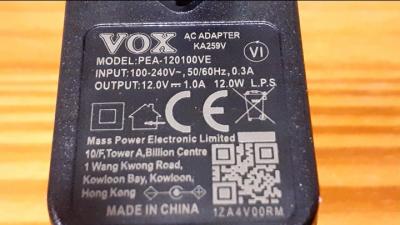 VOX AC ADAPTER
KA259V
VI
MODEL:PEA-120100VE
INPUT:100-240V~, 50/60Hz, 0.3A
OUTPUT:12.0V⎓1.0A 12.0W L.P.S
Mass Power Electronic Limited
10/F,Tower A,Billion Centre
1 Wang Kwong Road,
Kowloon Bay, Kowloon,
Hong Kong
MADE IN CHINA
1ZA4V00RM